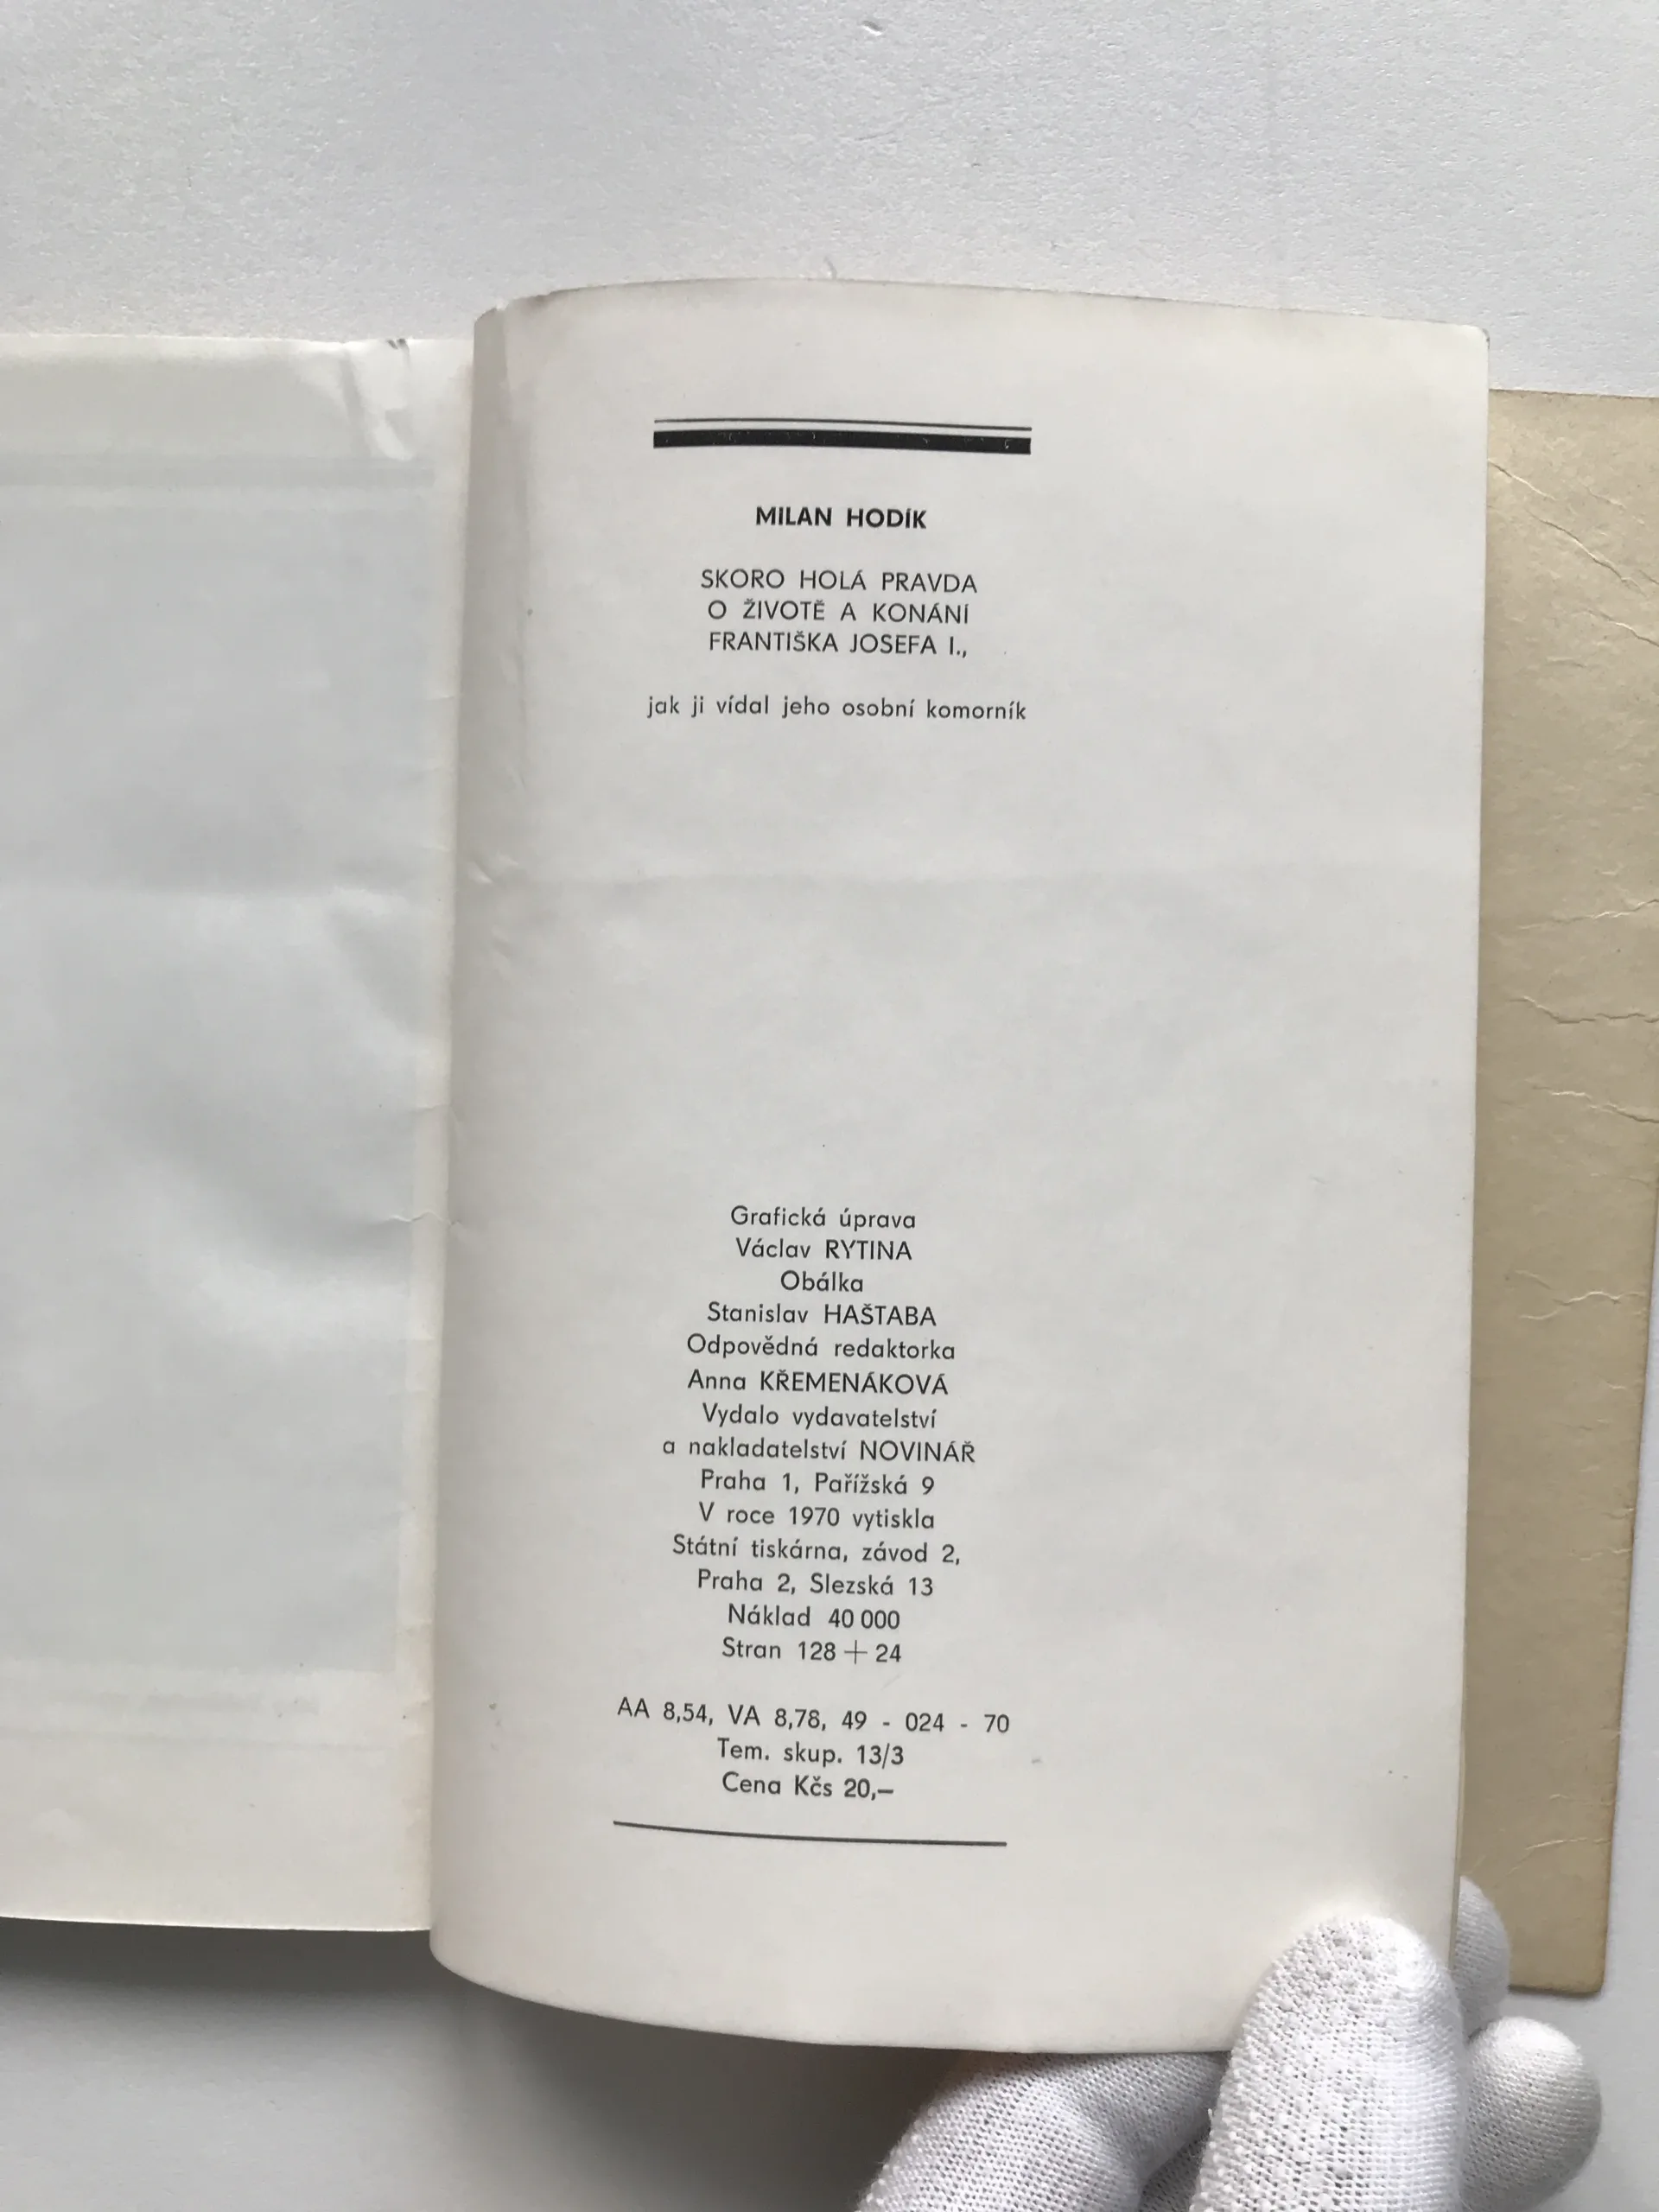 MILAN HODÍK
SKORO HOLÁ PRAVDA
O ŽIVOTĚ A KONÁNÍ
FRANTIŠKA JOSEFA I.,
jak ji vídal jeho osobní komorník
Grafická úprava
Václav RYTINA
Obálka
Stanislav HAŠTABA
Odpovědná redaktorka
Anna KŘEMENÁKOVÁ
Vydalo vydavatelství
a nakladatelství NOVINÁŘ
Praha 1, Pařížská 9
V roce 1970 vytiskla
Státní tiskárna, závod 2,
Praha 2, Slezská 13
Náklad 40 000
Stran 128 + 24
AA 8,54, VA 8,78, 49 - 024 - 70
Tem. skup. 13/3
Cena Kčs 20,—